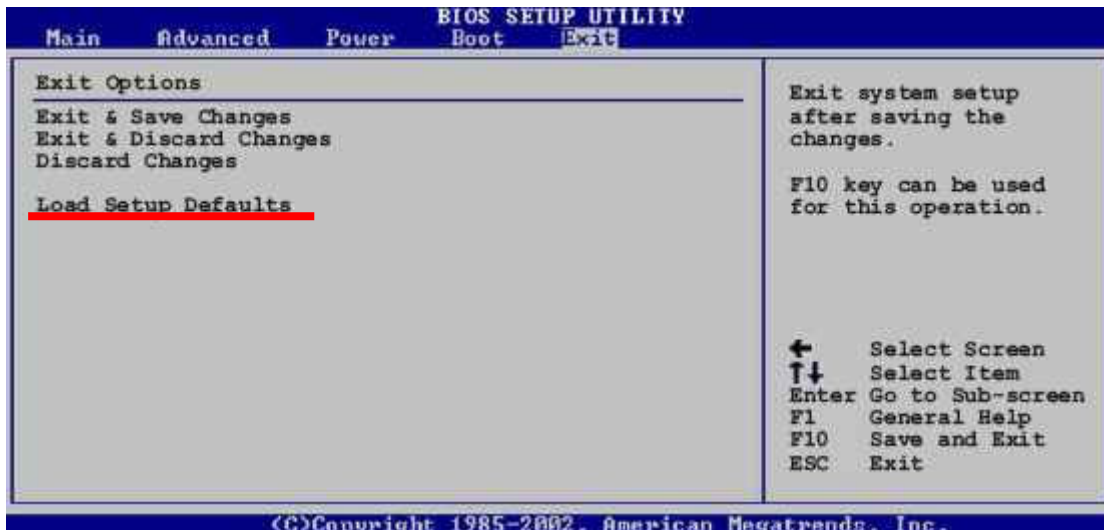 BIOS SETUP UTILITY
Main Advanced Power Boot Exit
Exit Options
Exit & Save Changes
Exit & Discard Changes
Discard Changes
Load Setup Defaults
Exit system setup
after saving the
changes.
F10 key can be used
for this operation.
← Select Screen
↑↓ Select Item
Enter Go to Sub-screen
F1 General Help
F10 Save and Exit
ESC Exit
(C)Copyright 1985-2002, American Megatrends, Inc.